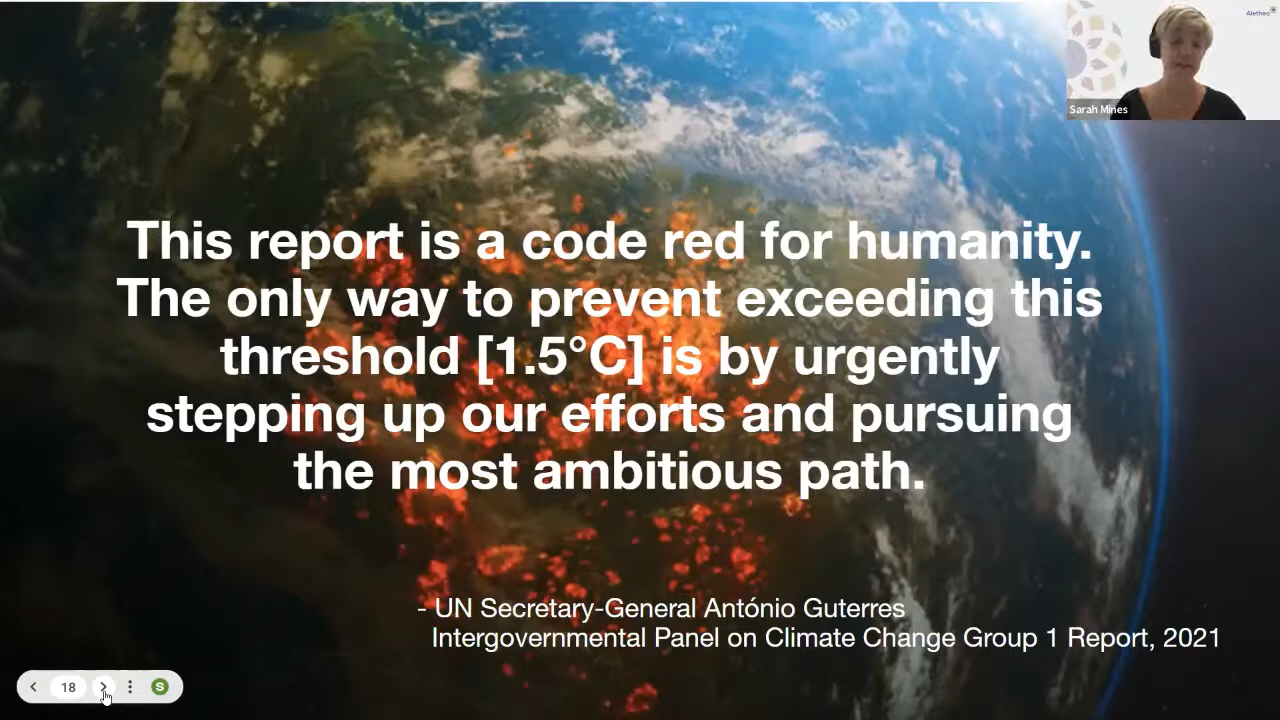 Alethea
Sarah Mines
This report is a code red for humanity.
The only way to prevent exceeding this
threshold [1.5°C] is by urgently
stepping up our efforts and pursuing
the most ambitious path.
- UN Secretary-General António Guterres
Intergovernmental Panel on Climate Change Group 1 Report, 2021
18
S